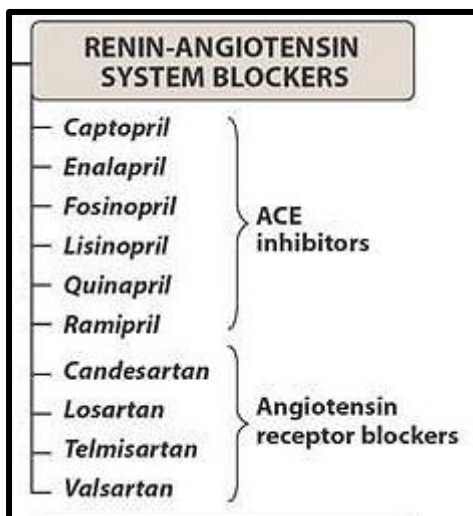 RENIN-ANGIOTENSIN
SYSTEM BLOCKERS
Captopril
Enalapril
Fosinopril
Lisinopril
Quinapril
Ramipril
ACE
inhibitors
Candesartan
Losartan
Telmisartan
Valsartan
Angiotensin
receptor blockers